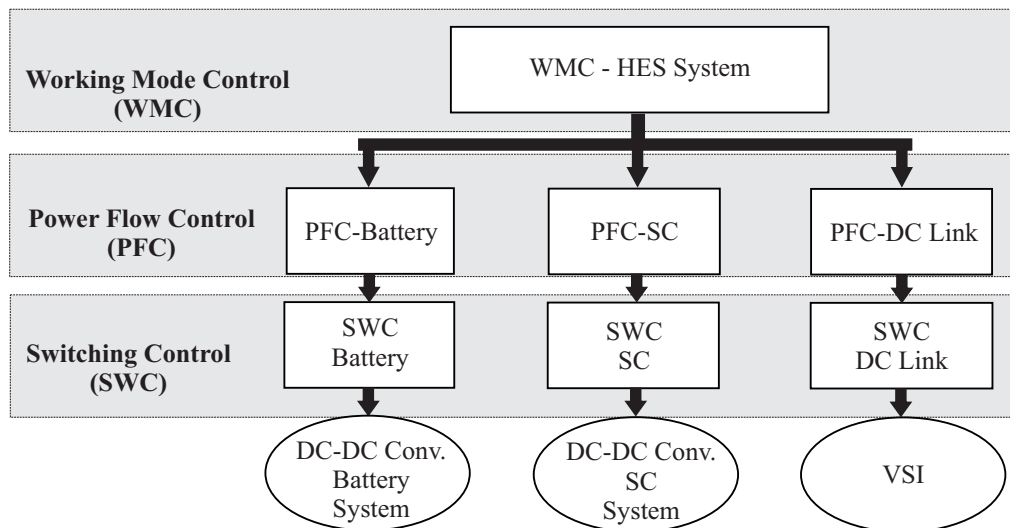 Working Mode Control
(WMC)
WMC - HES System
Power Flow Control
(PFC)
PFC-Battery
PFC-SC
PFC-DC Link
Switching Control
(SWC)
SWC
Battery
SWC
SC
SWC
DC Link
DC-DC Conv.
Battery
System
DC-DC Conv.
SC
System
VSI